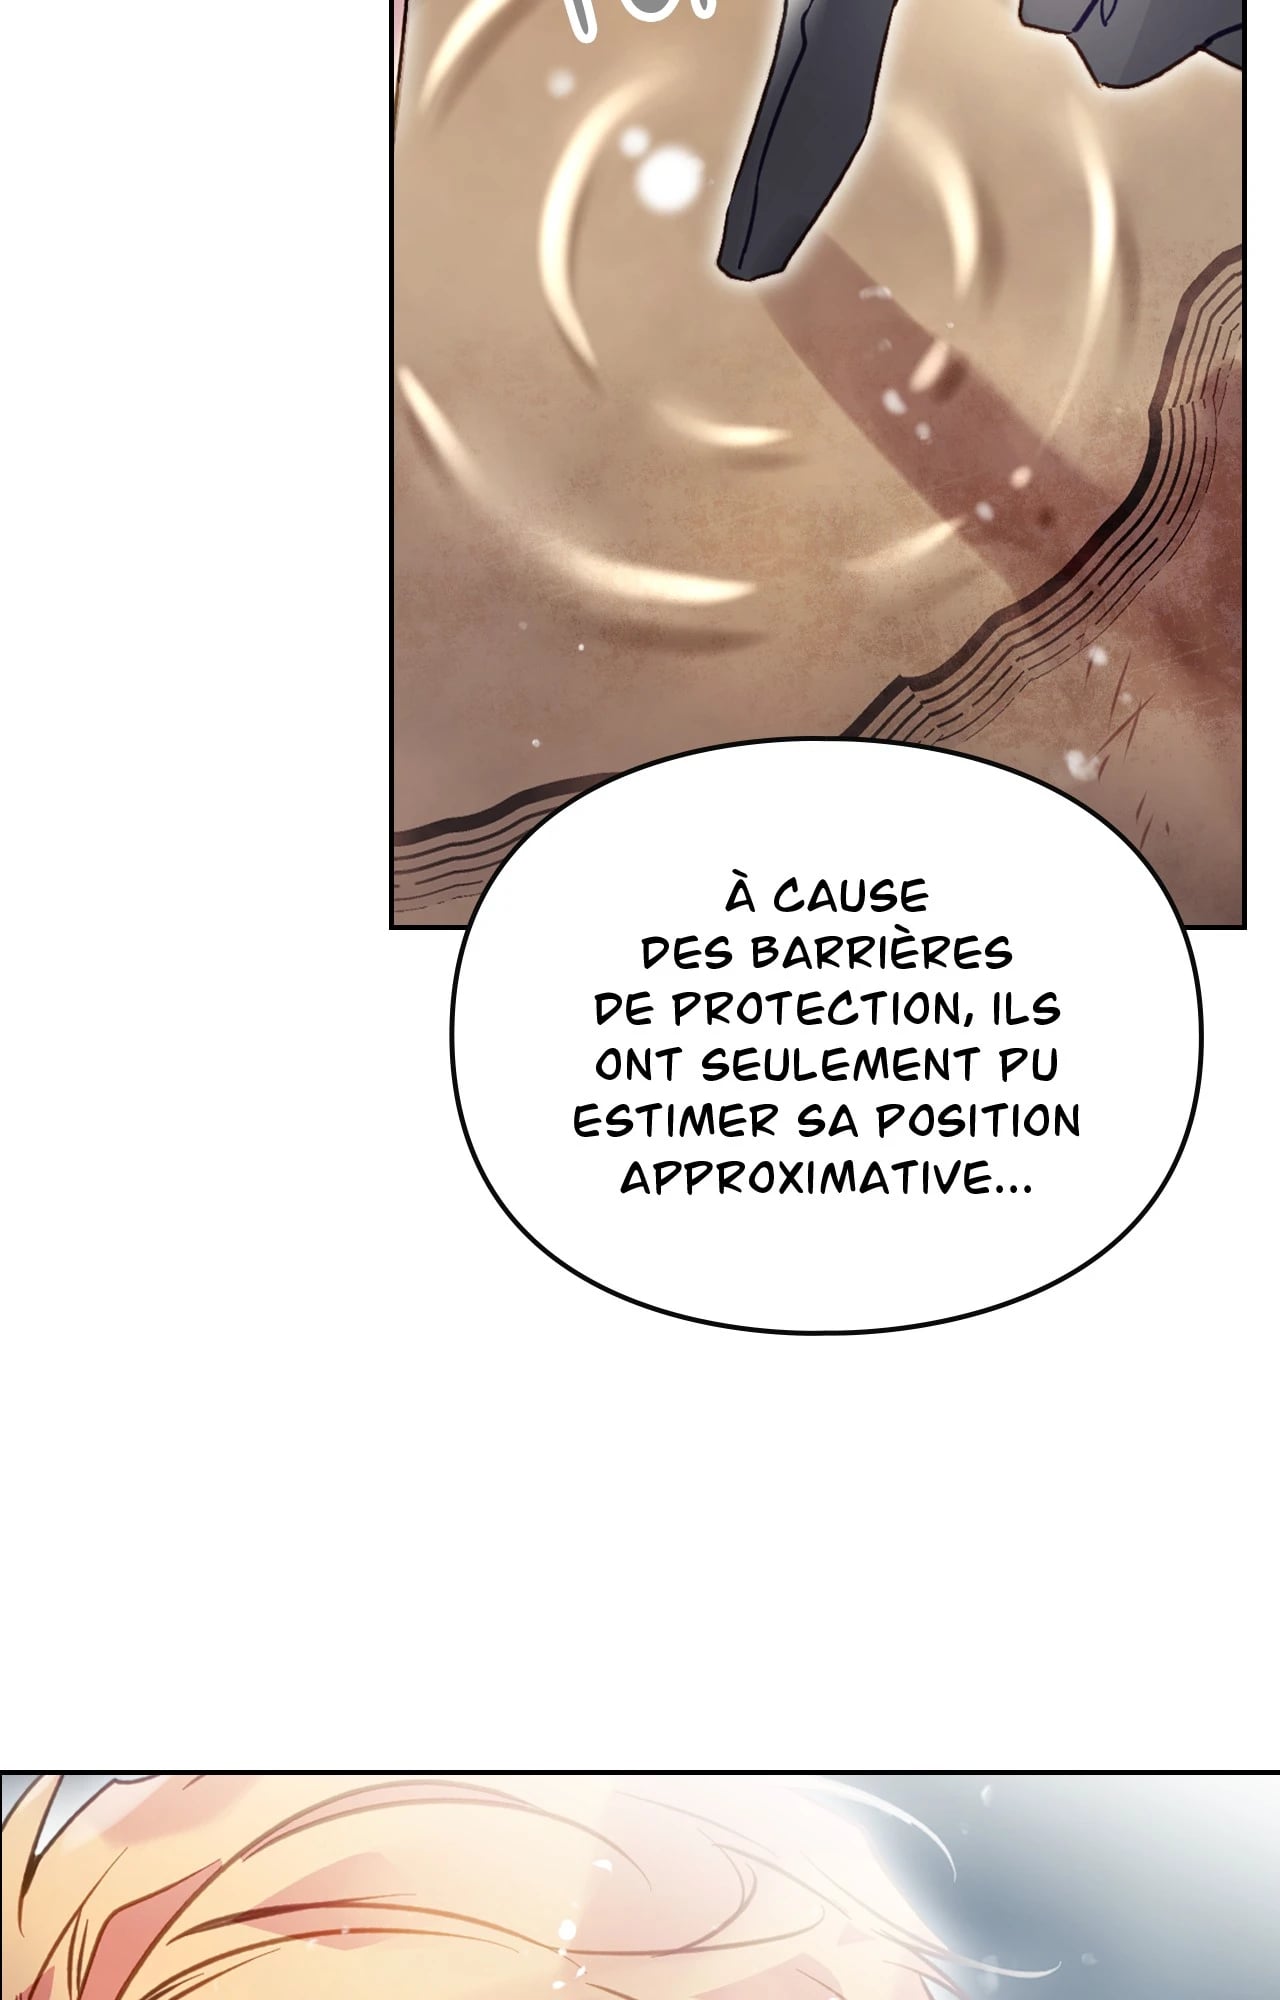 À CAUSE
DES BARRIÈRES
DE PROTECTION, ILS
ONT SEULEMENT PU
ESTIMER SA POSITION
APPROXIMATIVE...